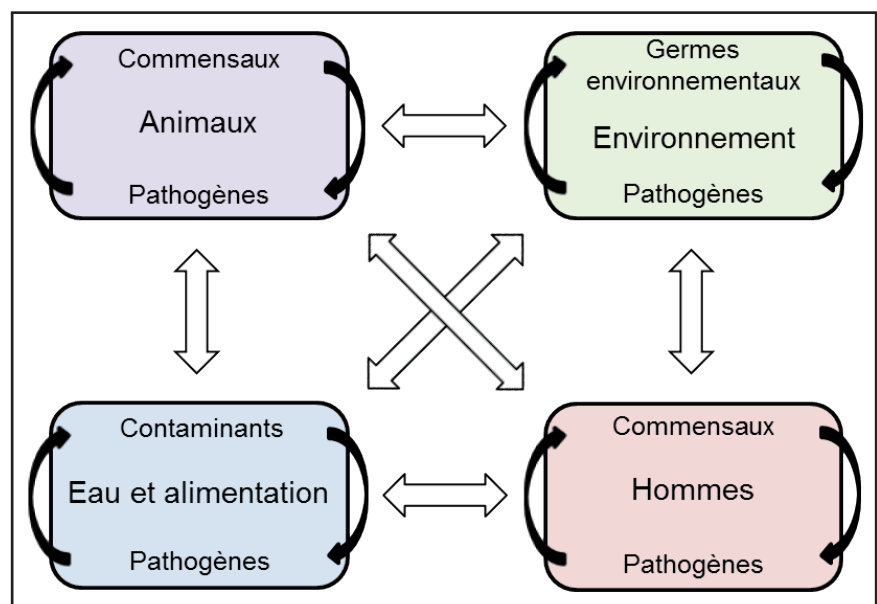 Commensaux
Animaux
Pathogènes
Germes
environnementaux
Environnement
Pathogènes
Contaminants
Eau et alimentation
Pathogènes
Commensaux
Hommes
Pathogènes